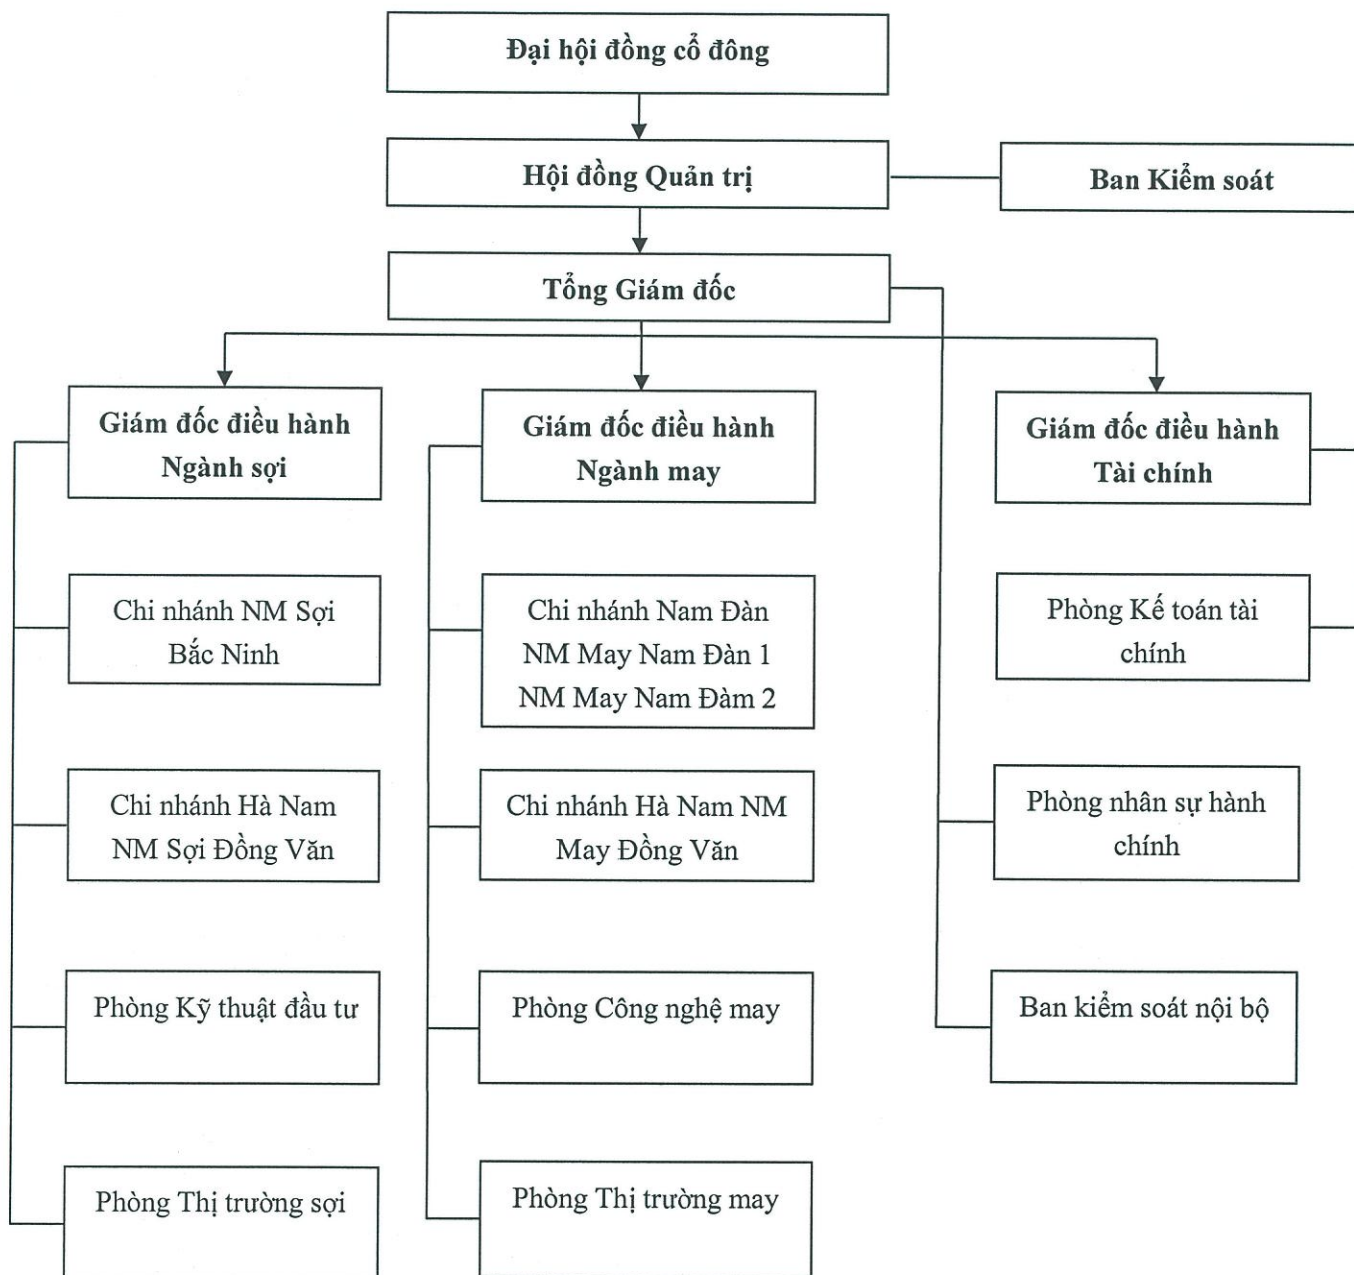 Đại hội đồng cổ đông
Hội đồng Quản trị
Ban Kiểm soát
Tổng Giám đốc
Giám đốc điều hành
Ngành sợi
Giám đốc điều hành
Ngành may
Giám đốc điều hành
Tài chính
Chi nhánh NM Sợi
Bắc Ninh
Chi nhánh Nam Đàn
NM May Nam Đàn 1
NM May Nam Đàm 2
Phòng Kế toán tài
chính
Chi nhánh Hà Nam
NM Sợi Đồng Văn
Chi nhánh Hà Nam NM
May Đồng Văn
Phòng nhân sự hành
chính
Phòng Kỹ thuật đầu tư
Phòng Công nghệ may
Ban kiểm soát nội bộ
Phòng Thị trường sợi
Phòng Thị trường may